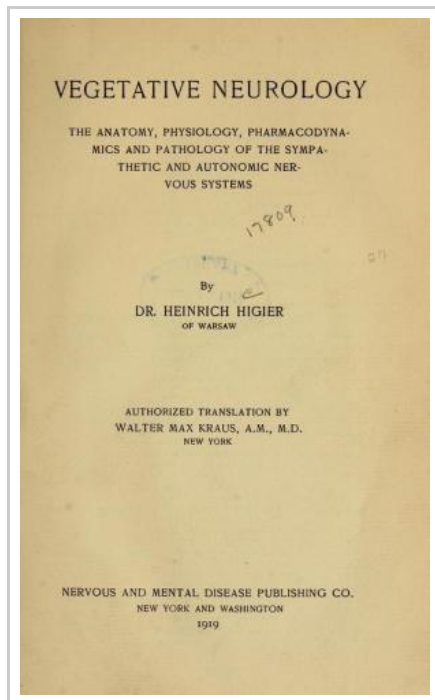 VEGETATIVE NEUROLOGY
THE ANATOMY, PHYSIOLOGY, PHARMACODYNA-
MICS AND PATHOLOGY OF THE SYMPA-
THETIC AND AUTONOMIC NER-
VOUS SYSTEMS
17809
By
DR. HEINRICH HIGIER
OF WARSAW
AUTHORIZED TRANSLATION BY
WALTER MAX KRAUS, A.M., M.D.
NEW YORK
NERVOUS AND MENTAL DISEASE PUBLISHING CO.
NEW YORK AND WASHINGTON
1919